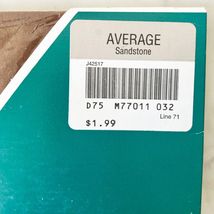 AVERAGE
Sandstone
J42517
D75 M77011 032
Line 71
$1.99